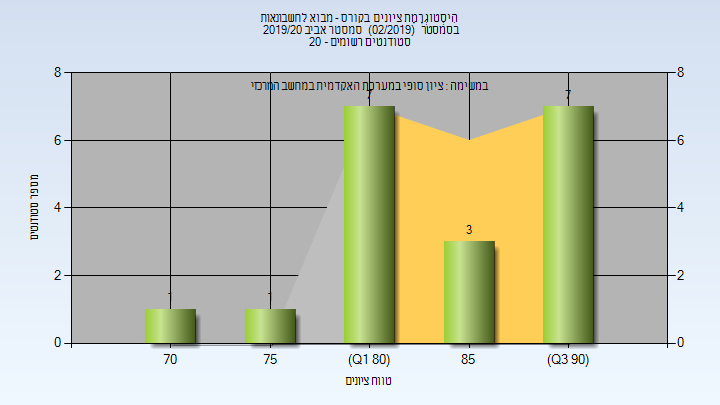 היסטוגרמת ציונים בקורס - מבוא לחשבונאות
בסמסטר (02/2019) סמסטר אביב 2019/20
סטודנטים רשומים - 20
במשימה : ציון סופי במערכת האקדמית במחשב המרכזי
8 8
7 7
6 6
מספר סטודנטים
4 4
3
2 2
1 1
0 0
70 75 (Q1 80) 85 (Q3 90)
טווח ציונים